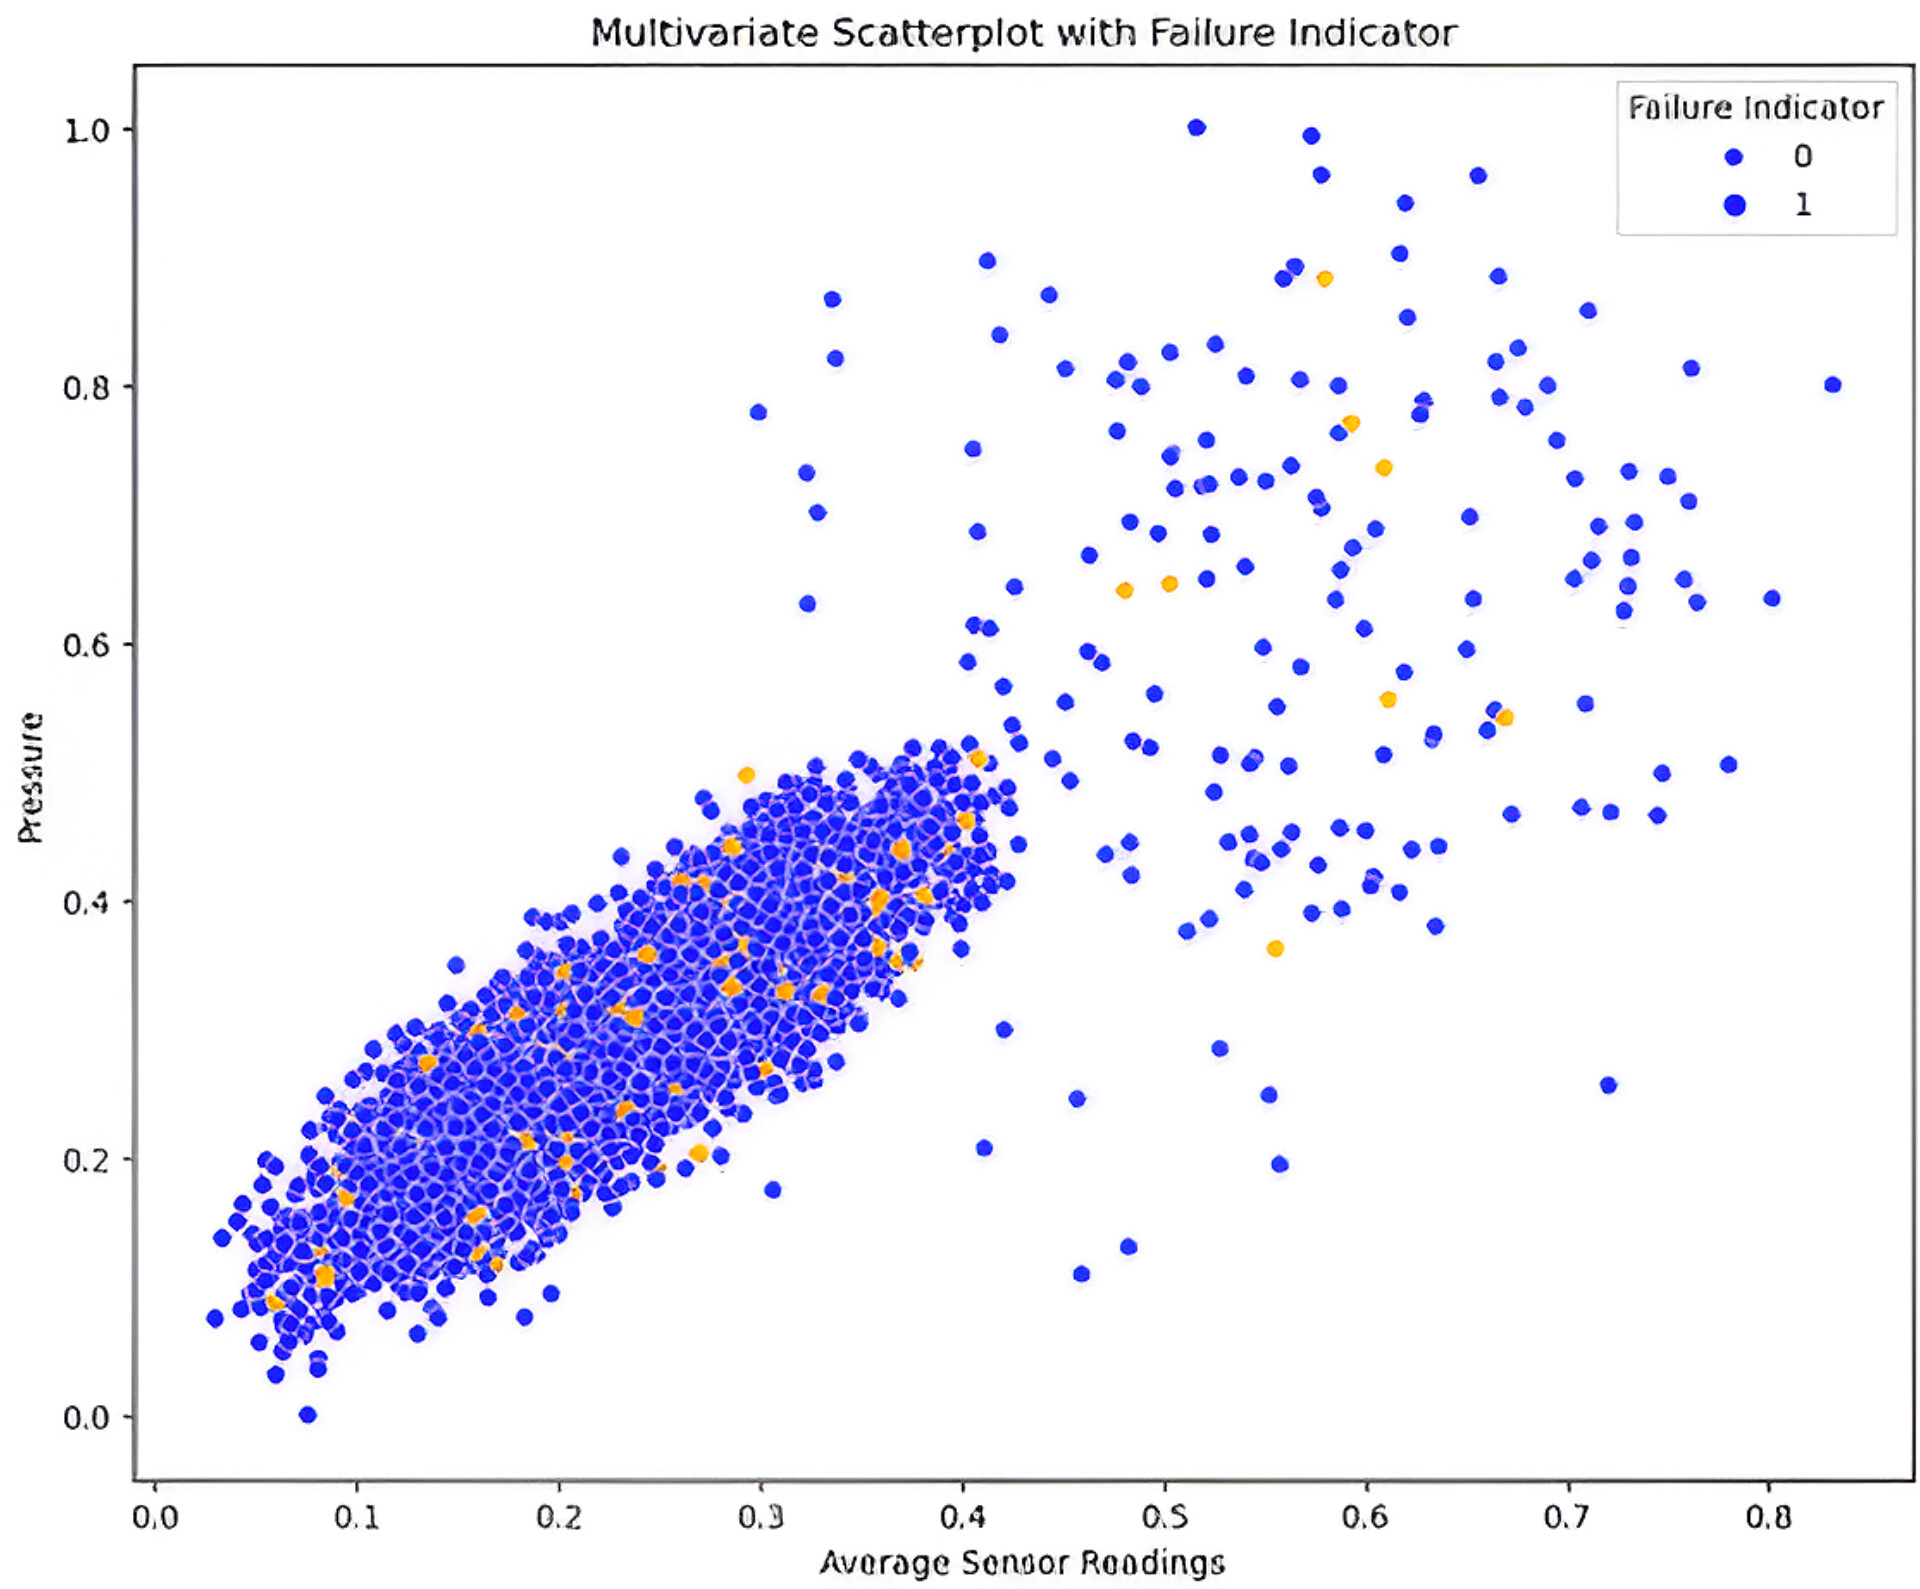 Multivariate Scatterplot with Failure Indicator
Failure Indicator
0
1
1.0
0.8
0.6
0.4
0.2
0.0
Pressure
0.0 0.1 0.2 0.3 0.4 0.5 0.6 0.7 0.8
Average Sensor Readings